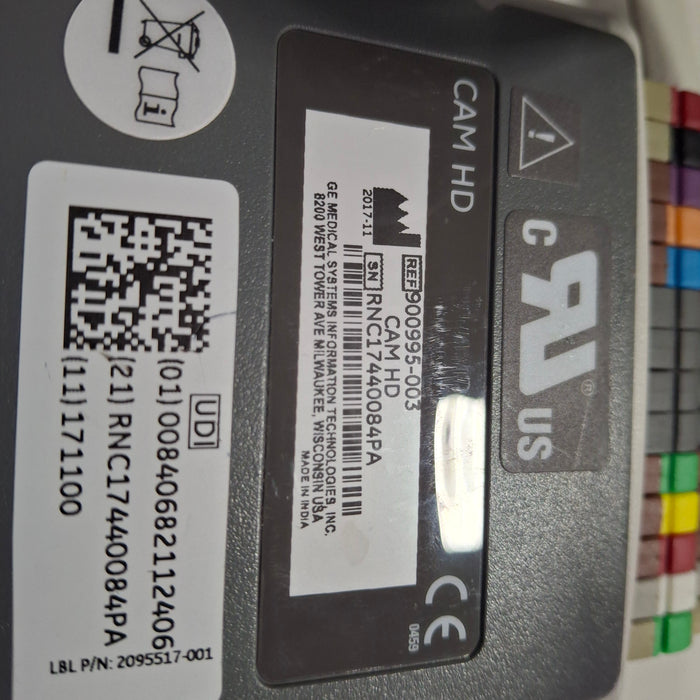 CAM HD
REF 900995-003
CAM HD
2017-11
SN RNC17440084PA
GE MEDICAL SYSTEMS INFORMATION TECHNOLOGIES, INC.
8200 WEST TOWER AVE MILWAUKEE, WISCONSIN USA
MADE IN INDIA
CE
0459
C RU ® US
UDI
(01) 00840682112406
(21) RNC17440084PA
(11) 171100
LBL P/N: 2095517-001